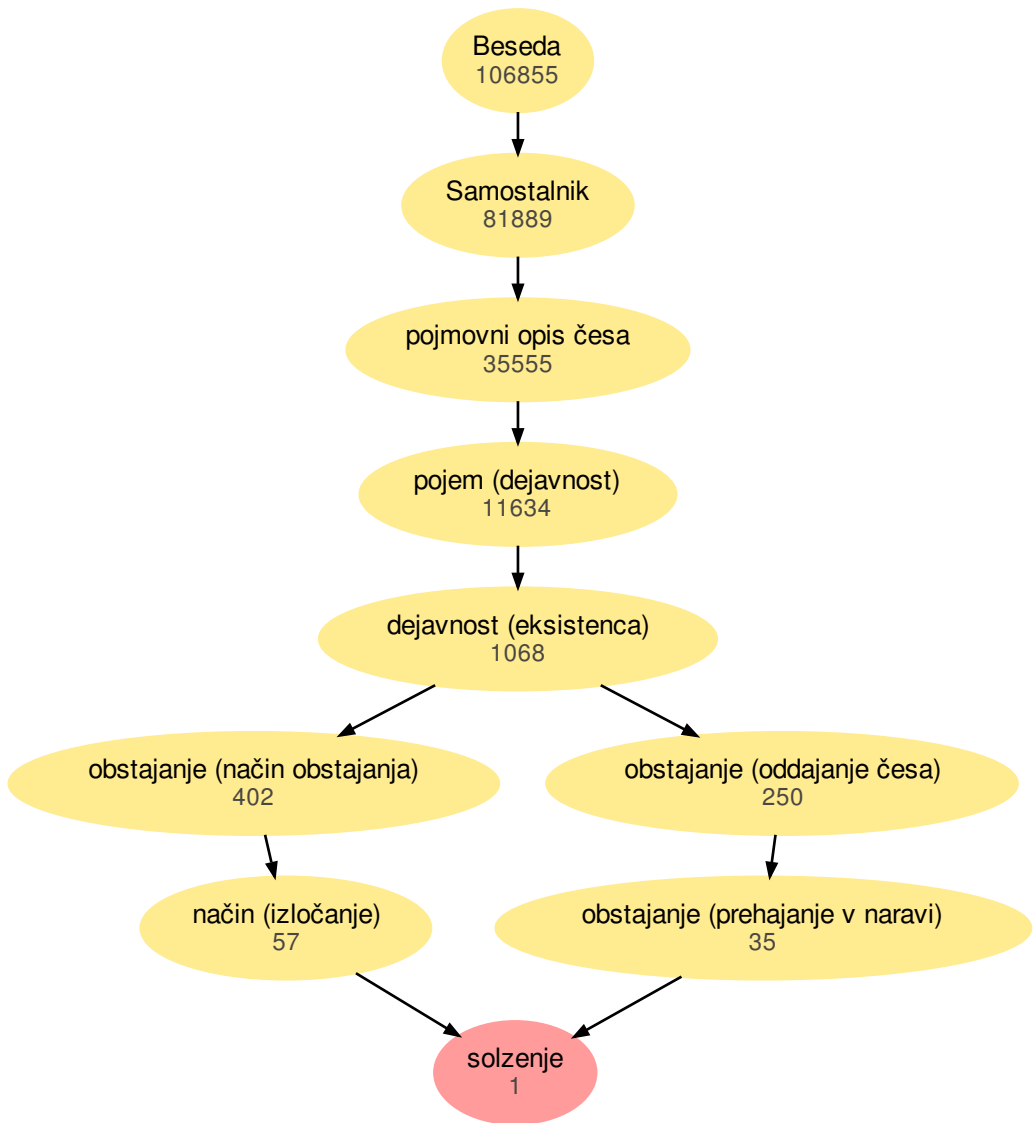 Beseda
106855
Samostalnik
81889
pojmovni opis česa
35555
pojem (dejavnost)
11634
dejavnost (eksistenca)
1068
obstajanje (način obstajanja)
402
obstajanje (oddajanje česa)
250
način (izločanje)
57
obstajanje (prehajanje v naravi)
35
solzenje
1